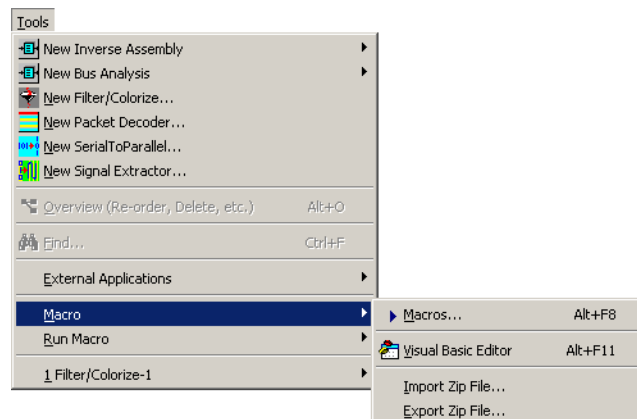 Tools
New Inverse Assembly
New Bus Analysis
New Filter/Colorize...
New Packet Decoder...
New SerialToParallel...
New Signal Extractor...
Overview (Re-order, Delete, etc.) Alt+O
Find... Ctrl+F
External Applications
Macro
Run Macro
1 Filter/Colorize-1
Macros... Alt+F8
Visual Basic Editor Alt+F11
Import Zip File...
Export Zip File...